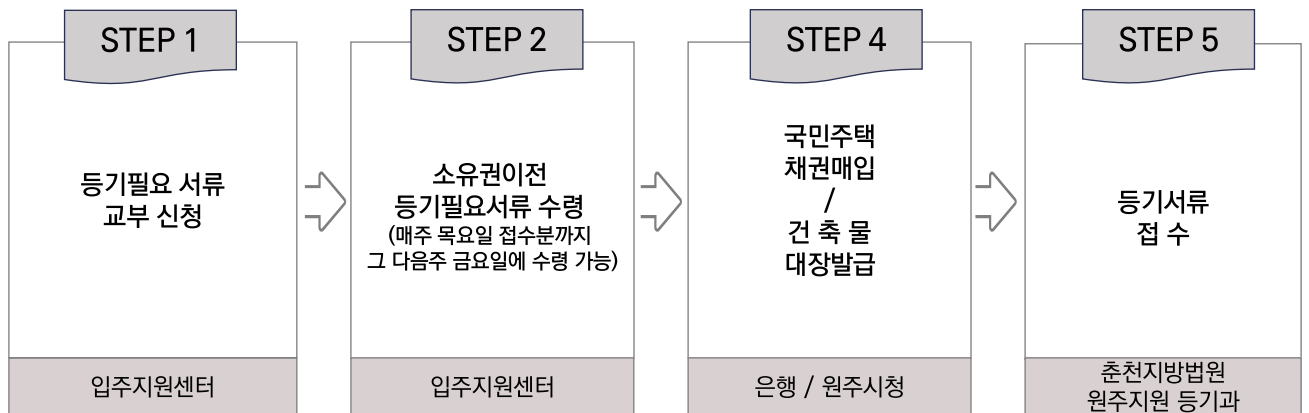 STEP 1
등기필요 서류
교부 신청
입주지원센터
STEP 2
소유권이전
등기필요서류 수령
(매주 목요일 접수분까지
그 다음주 금요일에 수령 가능)
입주지원센터
STEP 4
국민주택
채권매입
/
건 축 물
대장발급
은행 / 원주시청
STEP 5
등기서류
접 수
춘천지방법원
원주지원 등기과